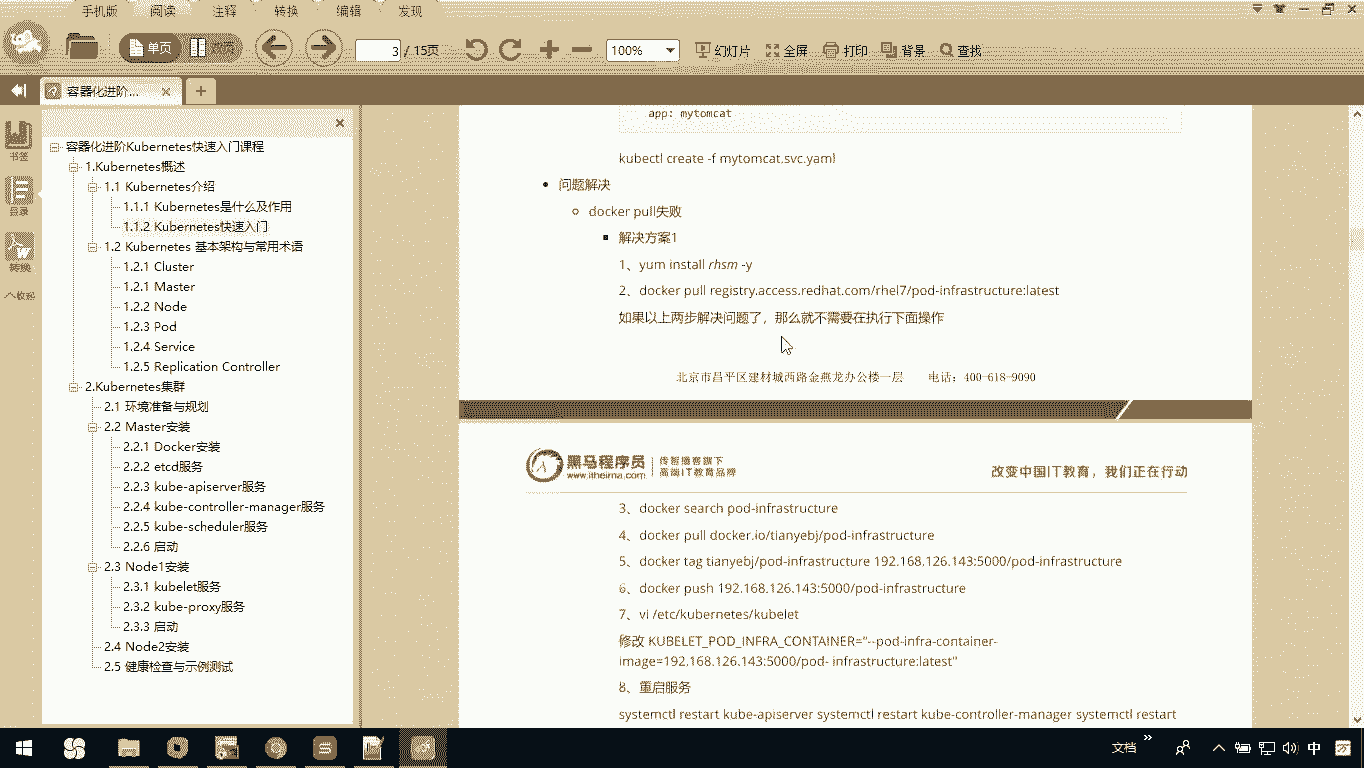 手机版 阅读 注释 转换 编辑 发现
单页 双页 3 / 15页 100% 幻灯片 全屏 打印 背景 查找
容器化进阶... × +
书签
目录
转换
收起
容器化进阶Kubernetes快速入门课程
1.Kubernetes概述
1.1 Kubernetes介绍
1.1.1 Kubernetes是什么及作用
1.1.2 Kubernetes快速入门
1.2 Kubernetes 基本架构与常用术语
1.2.1 Cluster
1.2.1 Master
1.2.2 Node
1.2.3 Pod
1.2.4 Service
1.2.5 Replication Controller
2.Kubernetes集群
2.1 环境准备与规划
2.2 Master安装
2.2.1 Docker安装
2.2.2 etcd服务
2.2.3 kube-apiserver服务
2.2.4 kube-controller-manager服务
2.2.5 kube-scheduler服务
2.2.6 启动
2.3 Node1安装
2.3.1 kubelet服务
2.3.2 kube-proxy服务
2.3.3 启动
2.4 Node2安装
2.5 健康检查与示例测试
app: mytomcat
kubectl create -f mytomcat.svc.yaml
问题解决
docker pull失败
解决方案1
1、yum install rhsm -y
2、docker pull registry.access.redhat.com/rhel7/pod-infrastructure:latest
如果以上两步解决问题了，那么就不需要在执行下面操作
北京市昌平区建材城西路金燕龙办公楼一层 电话：400-618-9090
黑马程序员 传智播客旗下
www.itheima.com 高端IT教育品牌
改变中国IT教育，我们正在行动
3、docker search pod-infrastructure
4、docker pull docker.io/tianyebj/pod-infrastructure
5、docker tag tianyebj/pod-infrastructure 192.168.126.143:5000/pod-infrastructure
6、docker push 192.168.126.143:5000/pod-infrastructure
7、vi /etc/kubernetes/kubelet
修改 KUBELET_POD_INFRA_CONTAINER="--pod-infra-container-
image=192.168.126.143:5000/pod- infrastructure:latest"
8、重启服务
systemctl restart kube-apiserver systemctl restart kube-controller-manager systemctl restart
文档 » 中